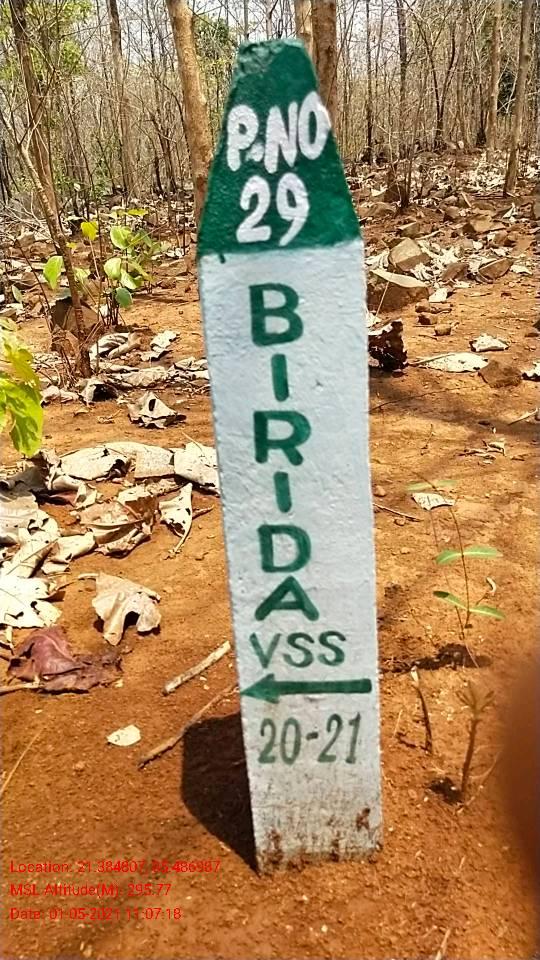 P.NO
29
BIRIDA
VSS
20-21
Location: 21.384807, 85.486987
MSL Altitude(M): 295.77
Date: 01-05-2021 11:07:18